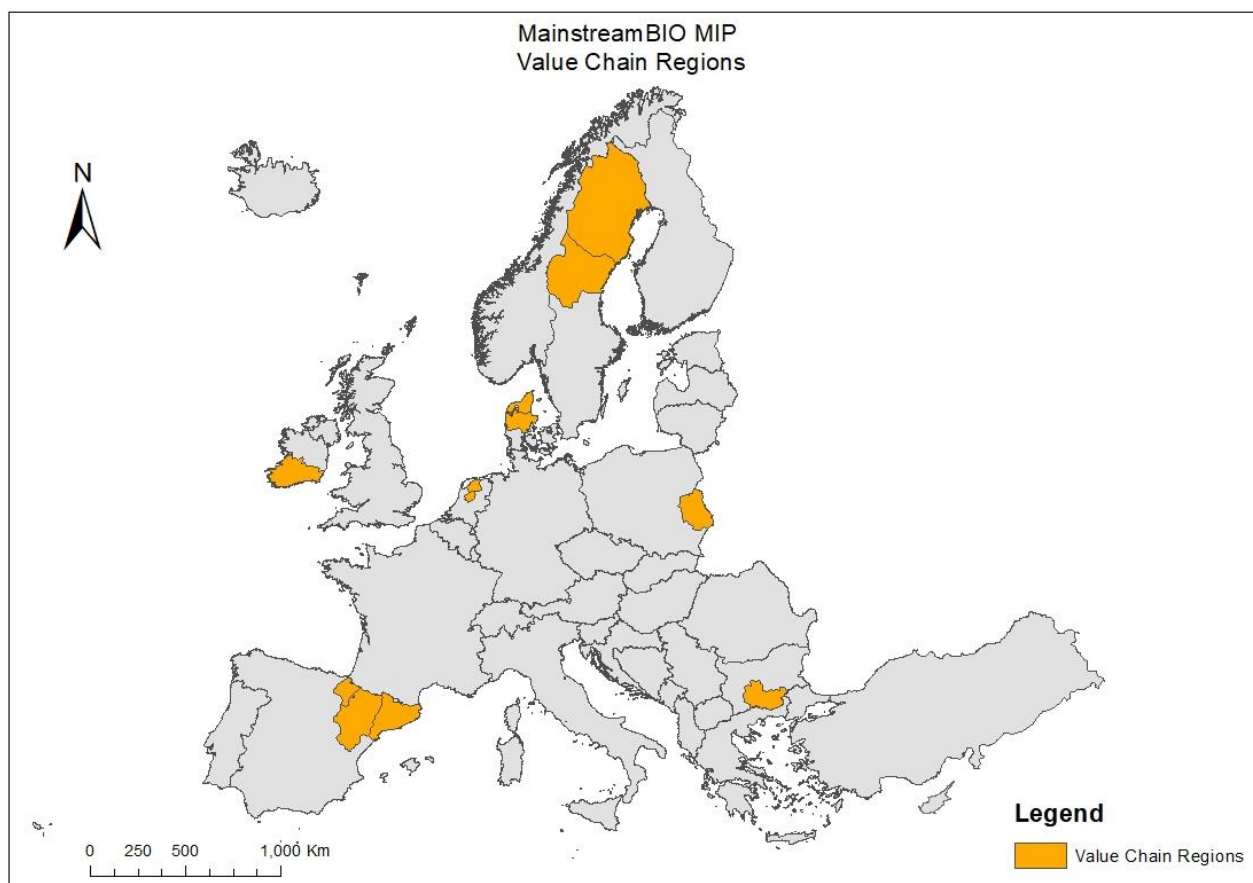 MainstreamBIO MIP
Value Chain Regions
N
Legend
Value Chain Regions
0 250 500 1,000 Km